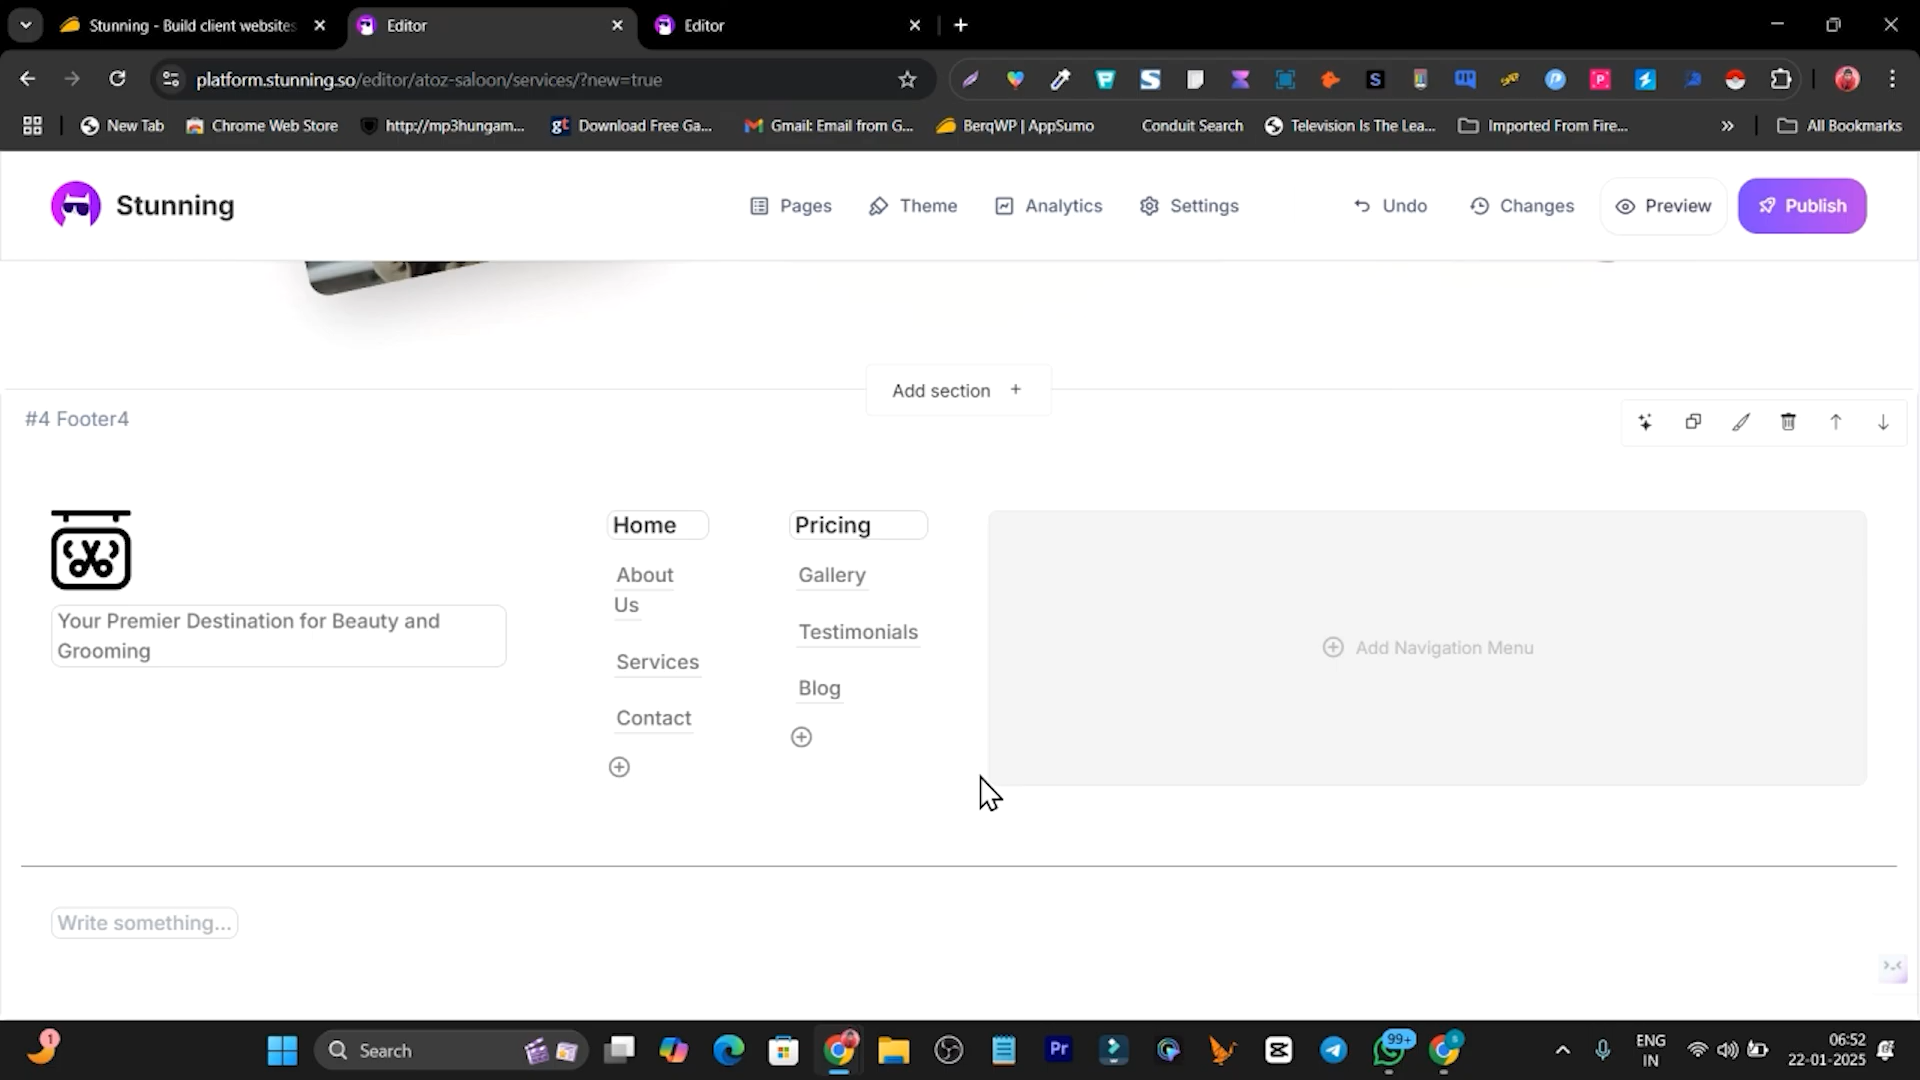 Stunning - Build client websites
Editor
Editor
platform.stunning.so/editor/atoz-saloon/services/?new=true
New Tab
Chrome Web Store
http://mp3hungam...
Download Free Ga...
Gmail: Email from G...
BerqWP | AppSumo
Conduit Search
Television Is The Lea...
Imported From Fire...
All Bookmarks
Stunning
Pages
Theme
Analytics
Settings
Undo
Changes
Preview
Publish
Add section +
#4 Footer4
Home
Pricing
About
Us
Gallery
Your Premier Destination for Beauty and
Grooming
Testimonials
Services
Blog
Contact
Add Navigation Menu
Write something...
1
Search
Pr
99+
ENG
IN
06:52
22-01-2025